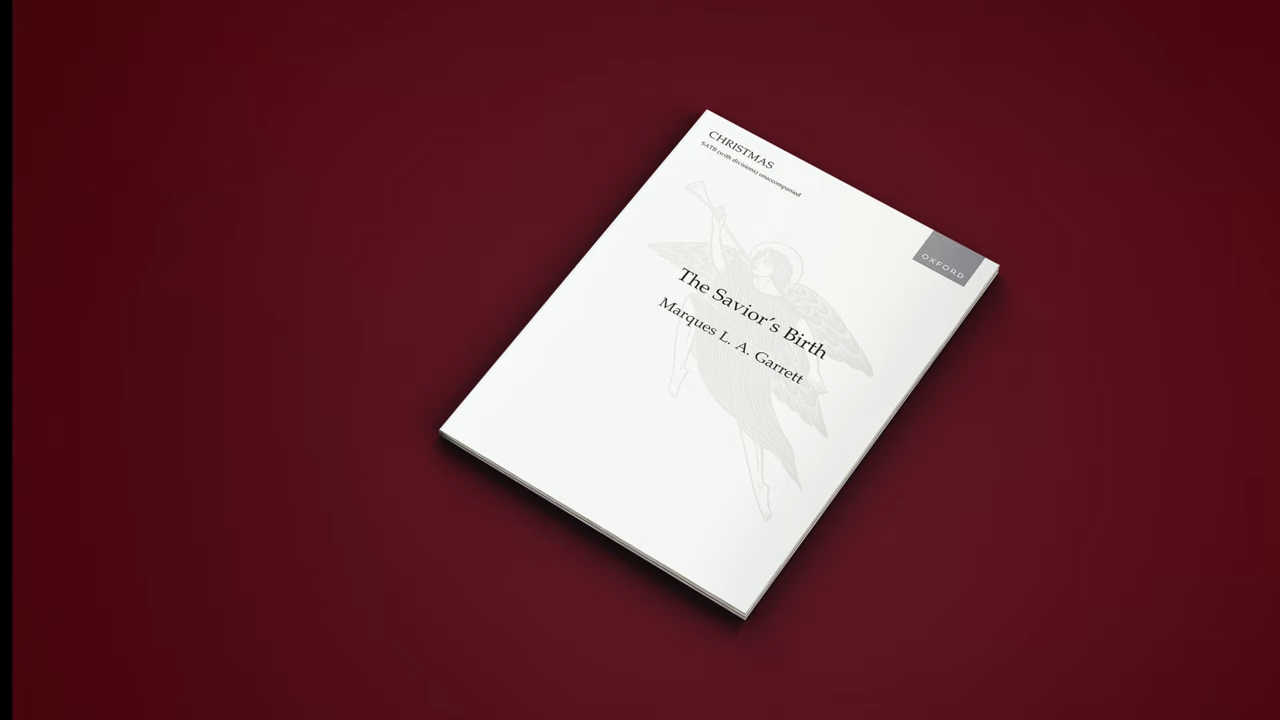 CHRISTMAS
SATB (with divisions) unaccompanied
OXFORD
The Savior's Birth
Marques L. A. Garrett